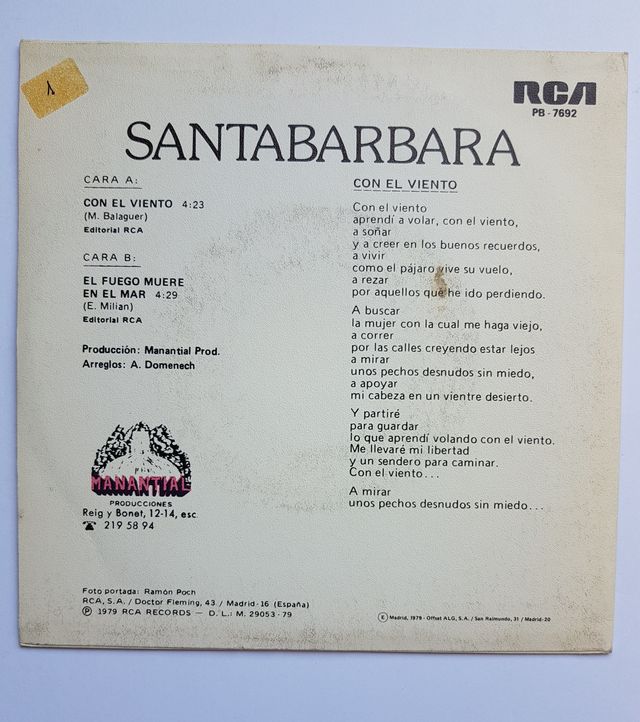 RCA
PB - 7692
SANTABARBARA
CARA A:
CON EL VIENTO 4:23
(M. Balaguer)
Editorial RCA
CARA B:
EL FUEGO MUERE
EN EL MAR 4:29
(E. Milian)
Editorial RCA
Producción: Manantial Prod.
Arreglos: A. Domenech
MANANTIAL
PRODUCCIONES
Reig y Bonet, 12-14, esc.
☎ 219 58 94
CON EL VIENTO
Con el viento
aprendí a volar, con el viento,
a soñar
y a creer en los buenos recuerdos,
a vivir
como el pájaro vive su vuelo,
a rezar
por aquellos que he ido perdiendo.
A buscar
la mujer con la cual me haga viejo,
a correr
por las calles creyendo estar lejos
a mirar
unos pechos desnudos sin miedo,
a apoyar
mi cabeza en un vientre desierto.
Y partiré
para guardar
lo que aprendí volando con el viento.
Me llevaré mi libertad
y un sendero para caminar.
Con el viento...
A mirar
unos pechos desnudos sin miedo...
Foto portada: Ramón Poch
RCA, S.A. / Doctor Fleming, 43 / Madrid-16 (España)
Ⓟ 1979 RCA RECORDS — D. L.: M. 29053 - 79
Ⓔ Madrid, 1979 - Offset ALG, S.A. / San Raimundo, 31 / Madrid-20